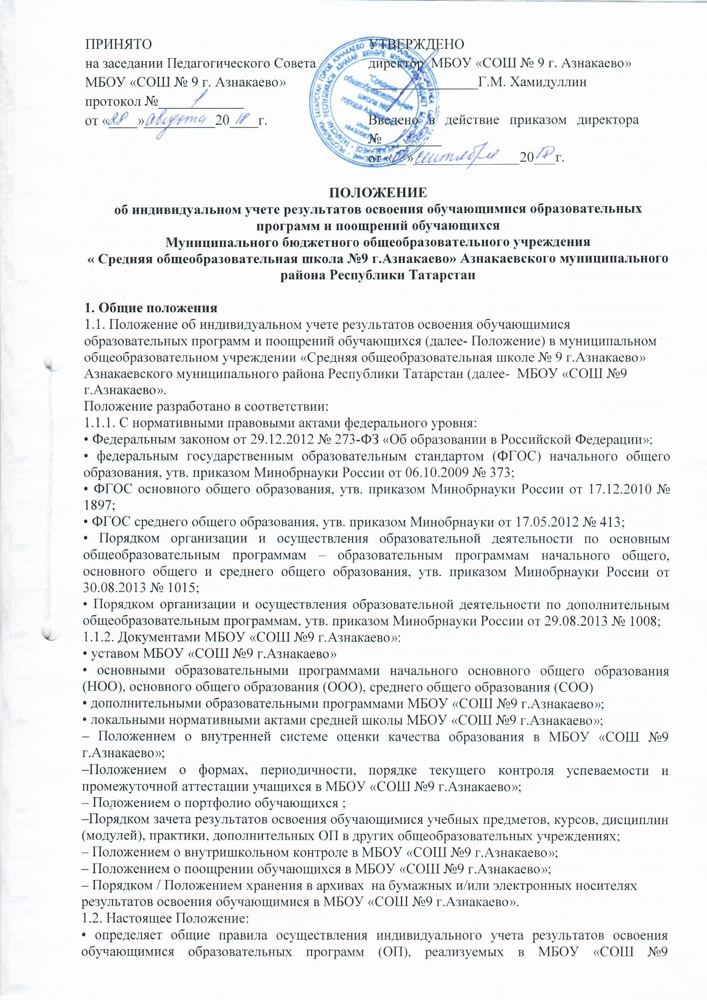 ПРИНЯТО
на заседании Педагогического Совета
МБОУ «СОШ № 9 г. Азнакаево»
протокол №____1____
от «28» августа 2018 г.
УТВЕРЖДЕНО
директор МБОУ «СОШ № 9 г. Азнакаево»
_______________Г.М. Хамидуллин
Введено в действие приказом директора
№ ________
от «__» сентября 2018 г.
"Средняя
общеобразовательная
школа №9
города Азнакаево"
ИНН
ПОЛОЖЕНИЕ
об индивидуальном учете результатов освоения обучающимися образовательных
программ и поощрений обучающихся
Муниципального бюджетного общеобразовательного учреждения
« Средняя общеобразовательная школа №9 г.Азнакаево» Азнакаевского муниципального
района Республики Татарстан
1. Общие положения
1.1. Положение об индивидуальном учете результатов освоения обучающимися
образовательных программ и поощрений обучающихся (далее- Положение) в муниципальном
общеобразовательном учреждении «Средняя общеобразовательная школе № 9 г.Азнакаево»
Азнакаевского муниципального района Республики Татарстан (далее-  МБОУ «СОШ №9
г.Азнакаево».
Положение разработано в соответствии:
1.1.1. С нормативными правовыми актами федерального уровня:
• Федеральным законом от 29.12.2012 № 273-ФЗ «Об образовании в Российской Федерации»;
• федеральным государственным образовательным стандартом (ФГОС) начального общего
образования, утв. приказом Минобрнауки России от 06.10.2009 № 373;
• ФГОС основного общего образования, утв. приказом Минобрнауки России от 17.12.2010 №
1897;
• ФГОС среднего общего образования, утв. приказом Минобрнауки от 17.05.2012 № 413;
• Порядком организации и осуществления образовательной деятельности по основным
общеобразовательным программам – образовательным программам начального общего,
основного общего и среднего общего образования, утв. приказом Минобрнауки России от
30.08.2013 № 1015;
• Порядком организации и осуществления образовательной деятельности по дополнительным
общеобразовательным программам, утв. приказом Минобрнауки России от 29.08.2013 № 1008;
1.1.2. Документами МБОУ «СОШ №9 г.Азнакаево»:
• уставом МБОУ «СОШ №9 г.Азнакаево»
• основными образовательными программами начального основного общего образования
(НОО), основного общего образования (ООО), среднего общего образования (СОО)
• дополнительными образовательными программами МБОУ «СОШ №9 г.Азнакаево»;
• локальными нормативными актами средней школы МБОУ «СОШ №9 г.Азнакаево»;
– Положением о внутренней системе оценки качества образования в МБОУ «СОШ №9
г.Азнакаево»;
–Положением о формах, периодичности, порядке текущего контроля успеваемости и
промежуточной аттестации учащихся в МБОУ «СОШ №9 г.Азнакаево»;
– Положением о портфолио обучающихся ;
–Порядком зачета результатов освоения обучающимися учебных предметов, курсов, дисциплин
(модулей), практики, дополнительных ОП в других общеобразовательных учреждениях;
– Положением о внутришкольном контроле в МБОУ «СОШ №9 г.Азнакаево»;
– Положением о поощрении обучающихся в МБОУ «СОШ №9 г.Азнакаево»;
– Порядком / Положением хранения в архивах  на бумажных и/или электронных носителях
результатов освоения обучающимися в МБОУ «СОШ №9 г.Азнакаево».
1.2. Настоящее Положение:
• определяет общие правила осуществления индивидуального учета результатов освоения
обучающимися образовательных программ (ОП), реализуемых в МБОУ «СОШ №9